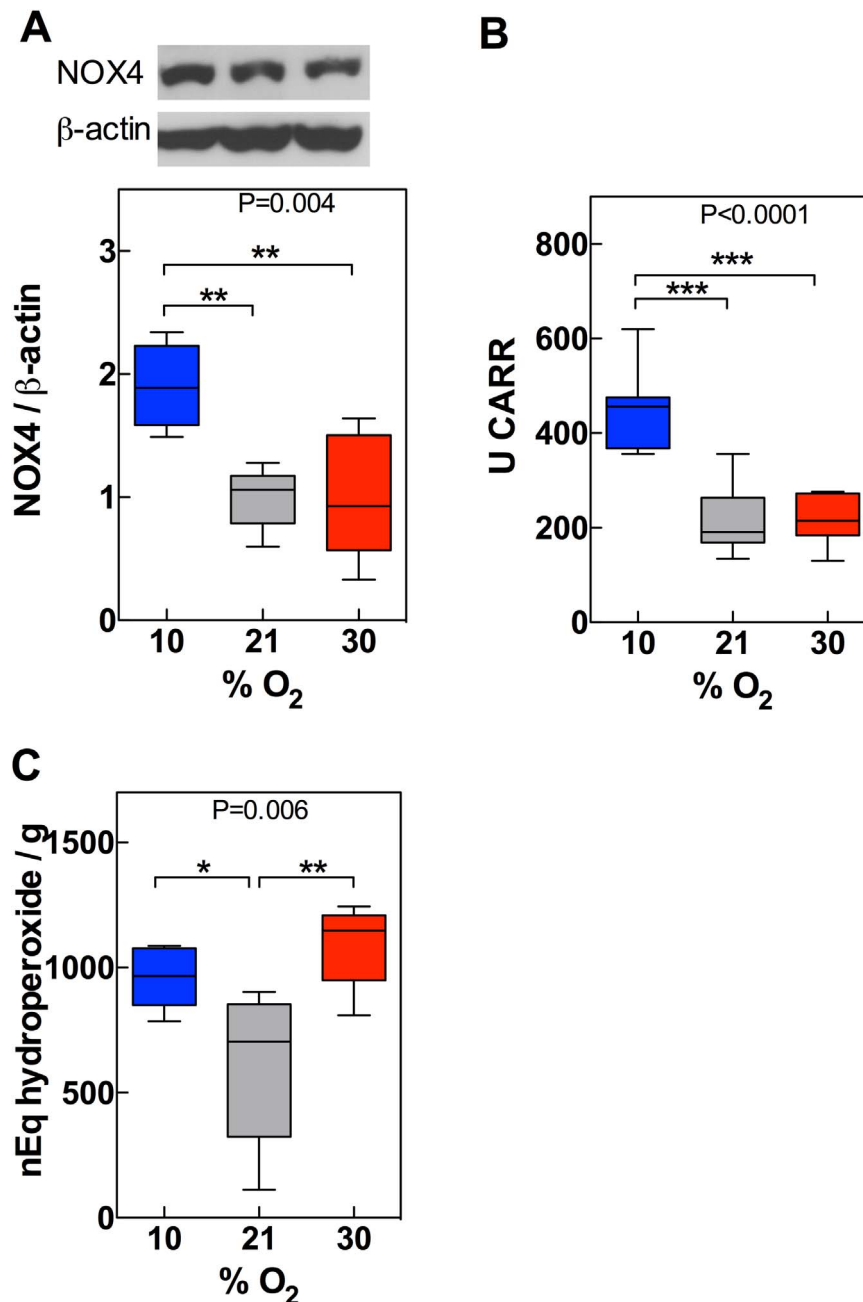 A
NOX4
β-actin
P=0.004
**
**
3
2
1
0
NOX4 / β-actin
10 21 30
% O₂
B
P<0.0001
***
***
800
600
400
200
0
U CARR
10 21 30
% O₂
C
P=0.006
* **
1500
1000
500
0
nEq hydroperoxide / g
10 21 30
% O₂